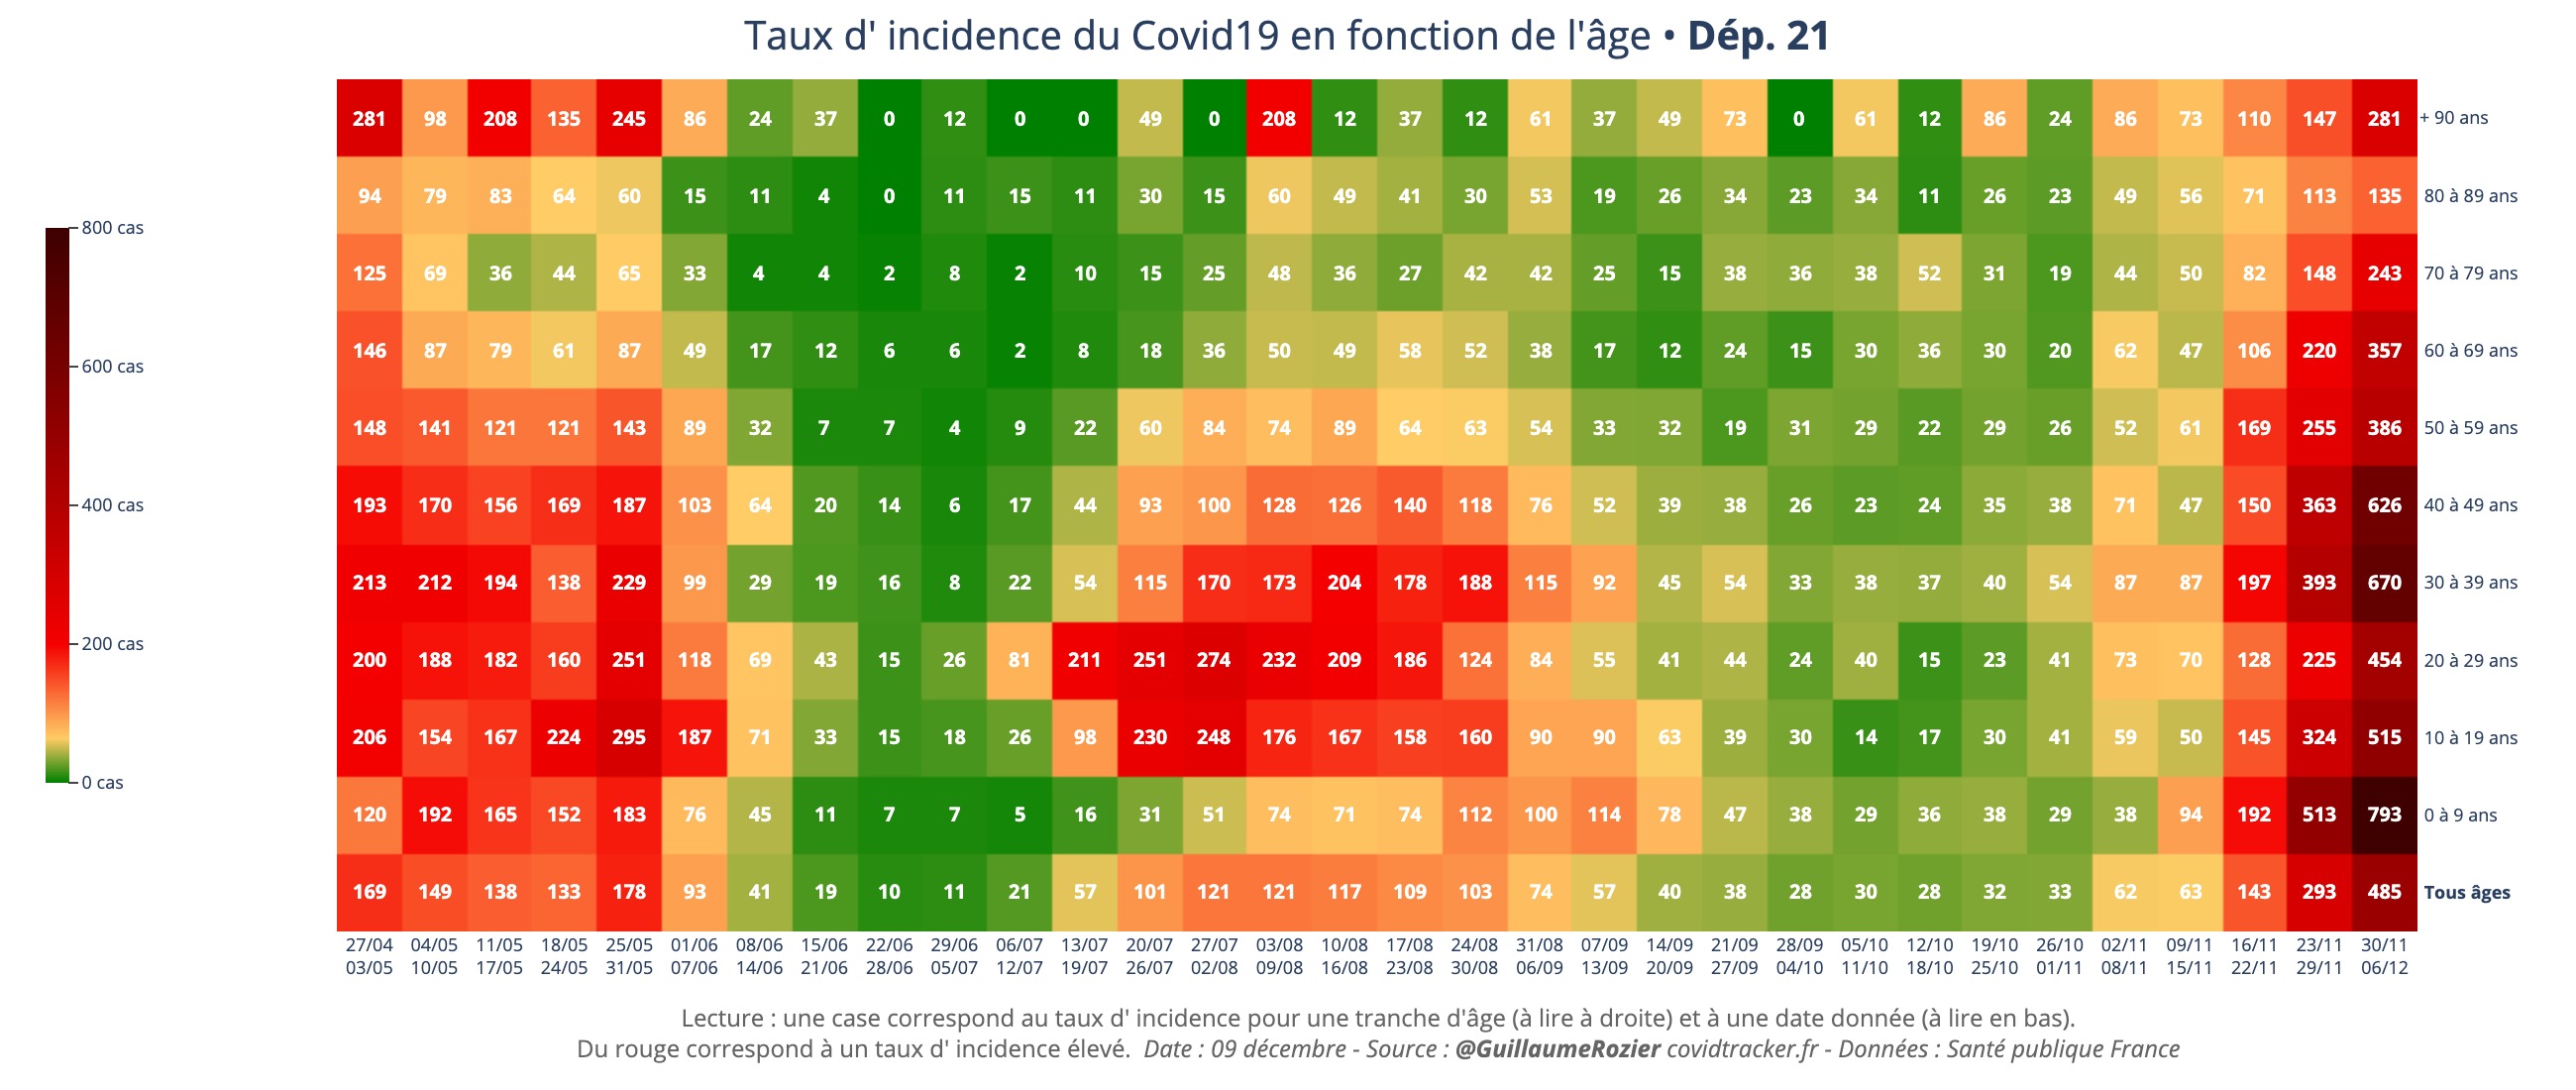 Taux d' incidence du Covid19 en fonction de l'âge • Dép. 21
281 98 208 135 245 86 24 37 0 12 0 0 49 0 208 12 37 12 61 37 49 73 0 61 12 86 24 86 73 110 147 281 + 90 ans
94 79 83 64 60 15 11 4 0 11 15 11 30 15 60 49 41 30 53 19 26 34 23 34 11 26 23 49 56 71 113 135 80 à 89 ans
125 69 36 44 65 33 4 4 2 8 2 10 15 25 48 36 27 42 42 25 15 38 36 38 52 31 19 44 50 82 148 243 70 à 79 ans
146 87 79 61 87 49 17 12 6 6 2 8 18 36 50 49 58 52 38 17 12 24 15 30 36 30 20 62 47 106 220 357 60 à 69 ans
148 141 121 121 143 89 32 7 7 4 9 22 60 84 74 89 64 63 54 33 32 19 31 29 22 29 26 52 61 169 255 386 50 à 59 ans
193 170 156 169 187 103 64 20 14 6 17 44 93 100 128 126 140 118 76 52 39 38 26 23 24 35 38 71 47 150 363 626 40 à 49 ans
213 212 194 138 229 99 29 19 16 8 22 54 115 170 173 204 178 188 115 92 45 54 33 38 37 40 54 87 87 197 393 670 30 à 39 ans
200 188 182 160 251 118 69 43 15 26 81 211 251 274 232 209 186 124 84 55 41 44 24 40 15 23 41 73 70 128 225 454 20 à 29 ans
206 154 167 224 295 187 71 33 15 18 26 98 230 248 176 167 158 160 90 90 63 39 30 14 17 30 41 59 50 145 324 515 10 à 19 ans
120 192 165 152 183 76 45 11 7 7 5 16 31 51 74 71 74 112 100 114 78 47 38 29 36 38 29 38 94 192 513 793 0 à 9 ans
169 149 138 133 178 93 41 19 10 11 21 57 101 121 121 117 109 103 74 57 40 38 28 30 28 32 33 62 63 143 293 485 Tous âges
27/04 04/05 11/05 18/05 25/05 01/06 08/06 15/06 22/06 29/06 06/07 13/07 20/07 27/07 03/08 10/08 17/08 24/08 31/08 07/09 14/09 21/09 28/09 05/10 12/10 19/10 26/10 02/11 09/11 16/11 23/11 30/11
03/05 10/05 17/05 24/05 31/05 07/06 14/06 21/06 28/06 05/07 12/07 19/07 26/07 02/08 09/08 16/08 23/08 30/08 06/09 13/09 20/09 27/09 04/10 11/10 18/10 25/10 01/11 08/11 15/11 22/11 29/11 06/12
800 cas
600 cas
400 cas
200 cas
0 cas
Lecture : une case correspond au taux d' incidence pour une tranche d'âge (à lire à droite) et à une date donnée (à lire en bas).
Du rouge correspond à un taux d' incidence élevé. Date : 09 décembre - Source : @GuillaumeRozier covidtracker.fr - Données : Santé publique France